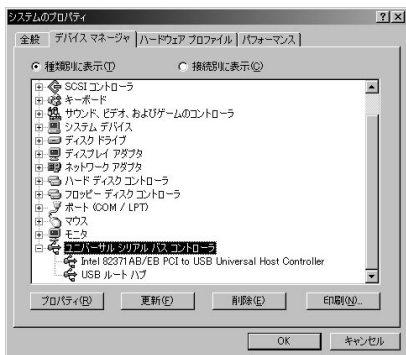 システムのプロパティ
全般 デバイス マネージャ ハードウェア プロファイル パフォーマンス
種類別に表示(T) 接続別に表示(C)
SCSI コントローラ
キーボード
サウンド、ビデオ、およびゲームのコントローラ
システム デバイス
ディスク ドライブ
ディスプレイ アダプタ
ネットワーク アダプタ
ハード ディスク コントローラ
フロッピー ディスク コントローラ
ポート (COM / LPT)
マウス
モニタ
ユニバーサル シリアル バス コントローラ
Intel 82371AB/EB PCI to USB Universal Host Controller
USB ルート ハブ
プロパティ(R) 更新(F) 削除(E) 印刷(N)...
OK キャンセル